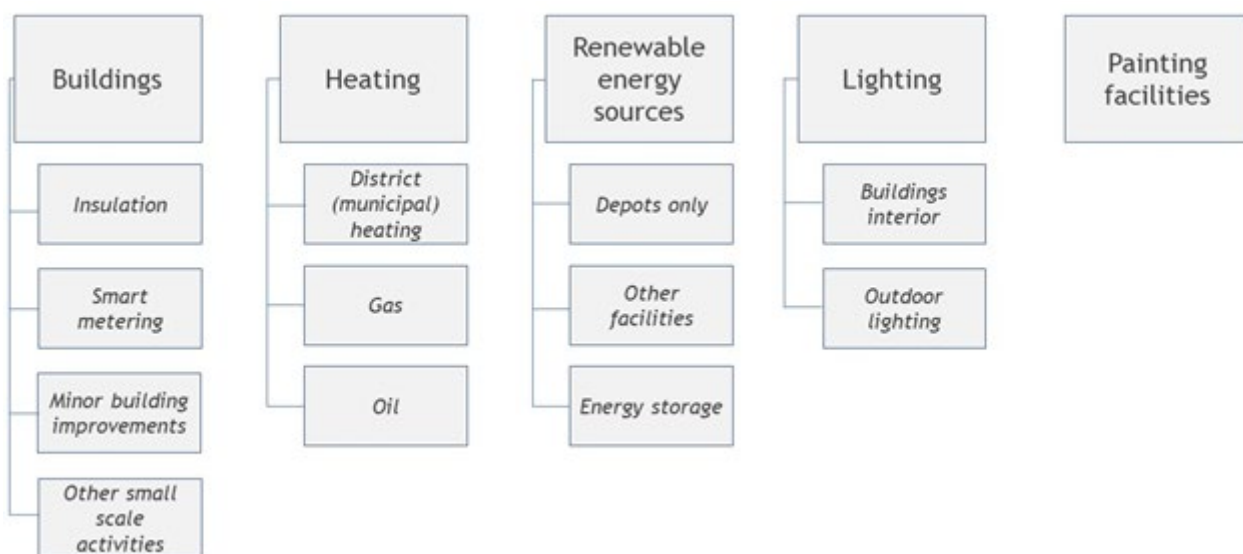 Buildings
Insulation
Smart
metering
Minor building
improvements
Other small
scale
activities
Heating
District
(municipal)
heating
Gas
Oil
Renewable
energy
sources
Depots only
Other
facilities
Energy storage
Lighting
Buildings
interior
Outdoor
lighting
Painting
facilities